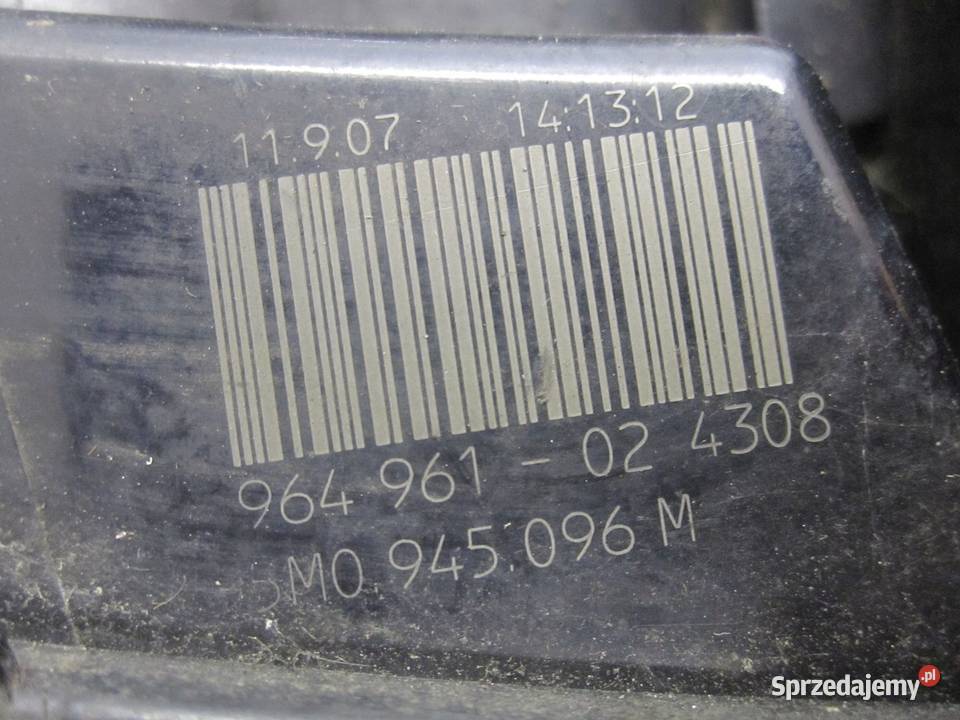 11.9.07 14:13:12
964 961 - 02 4308
5M0.945.096 M
Sprzedajemy.pl